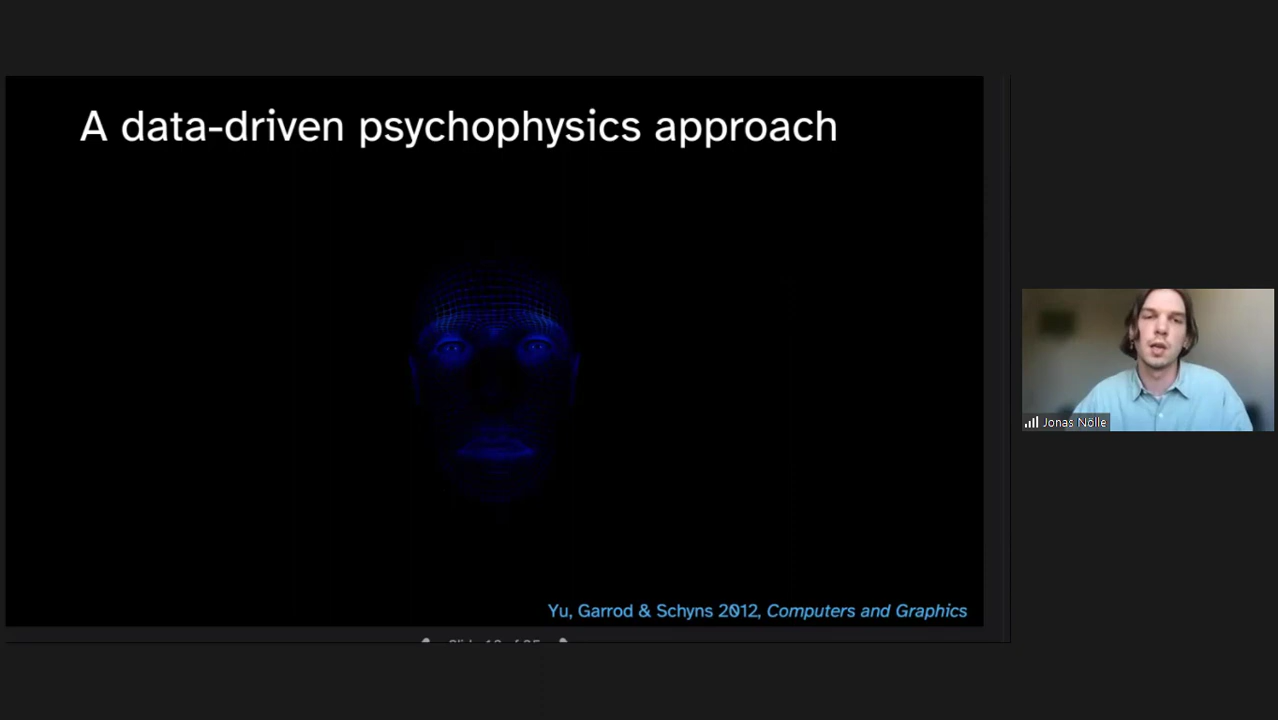 A data-driven psychophysics approach
Jonas Nölle
Yu, Garrod & Schyns 2012, Computers and Graphics